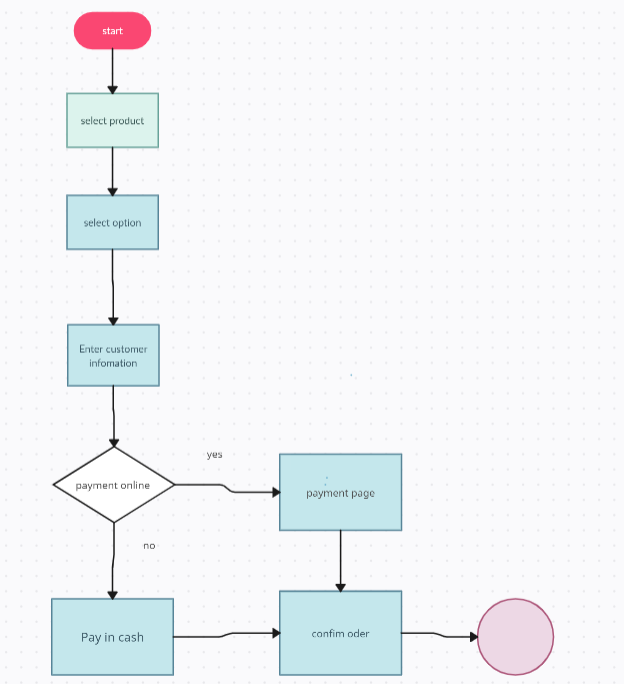 start
select product
select option
Enter customer
infomation
payment online
yes
payment page
no
Pay in cash
confim oder